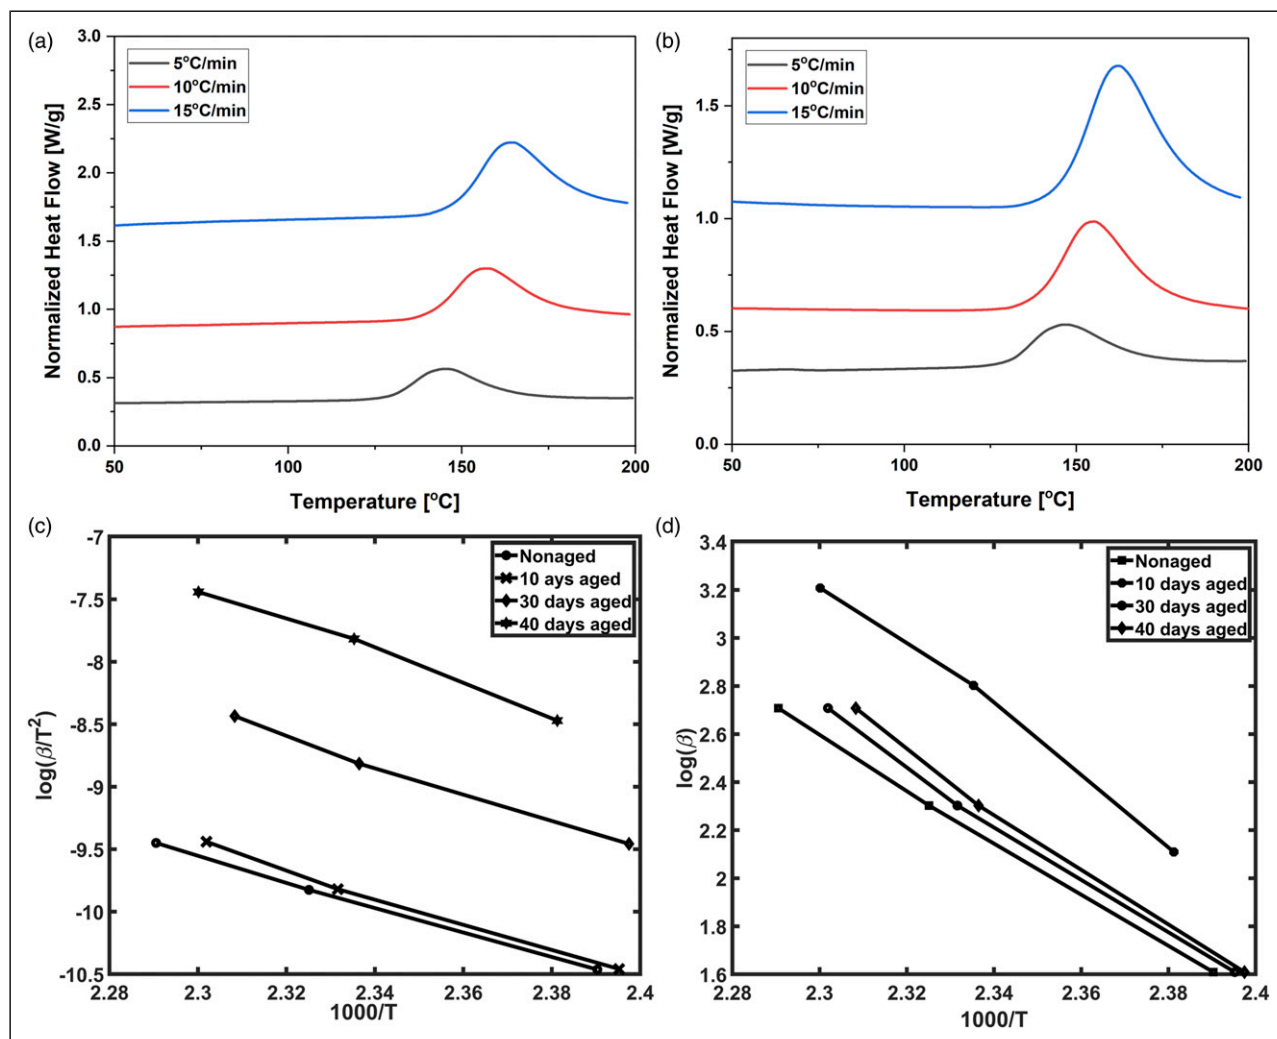 (a)
3.0
2.5
2.0
1.5
1.0
0.5
0.0
Normalized Heat Flow [W/g]
5°C/min
10°C/min
15°C/min
50
100
150
200
Temperature [°C]
(b)
1.5
1.0
0.5
0.0
Normalized Heat Flow [W/g]
5°C/min
10°C/min
15°C/min
50
100
150
200
Temperature [°C]
(c)
-7
-7.5
-8
-8.5
-9
-9.5
-10
-10.5
log(β/T²)
Nonaged
10 ays aged
30 days aged
40 days aged
2.28
2.3
2.32
2.34
2.36
2.38
2.4
1000/T
(d)
3.4
3.2
3
2.8
2.6
2.4
2.2
2
1.8
1.6
log(β)
Nonaged
10 days aged
30 days aged
40 days aged
2.28
2.3
2.32
2.34
2.36
2.38
2.4
1000/T